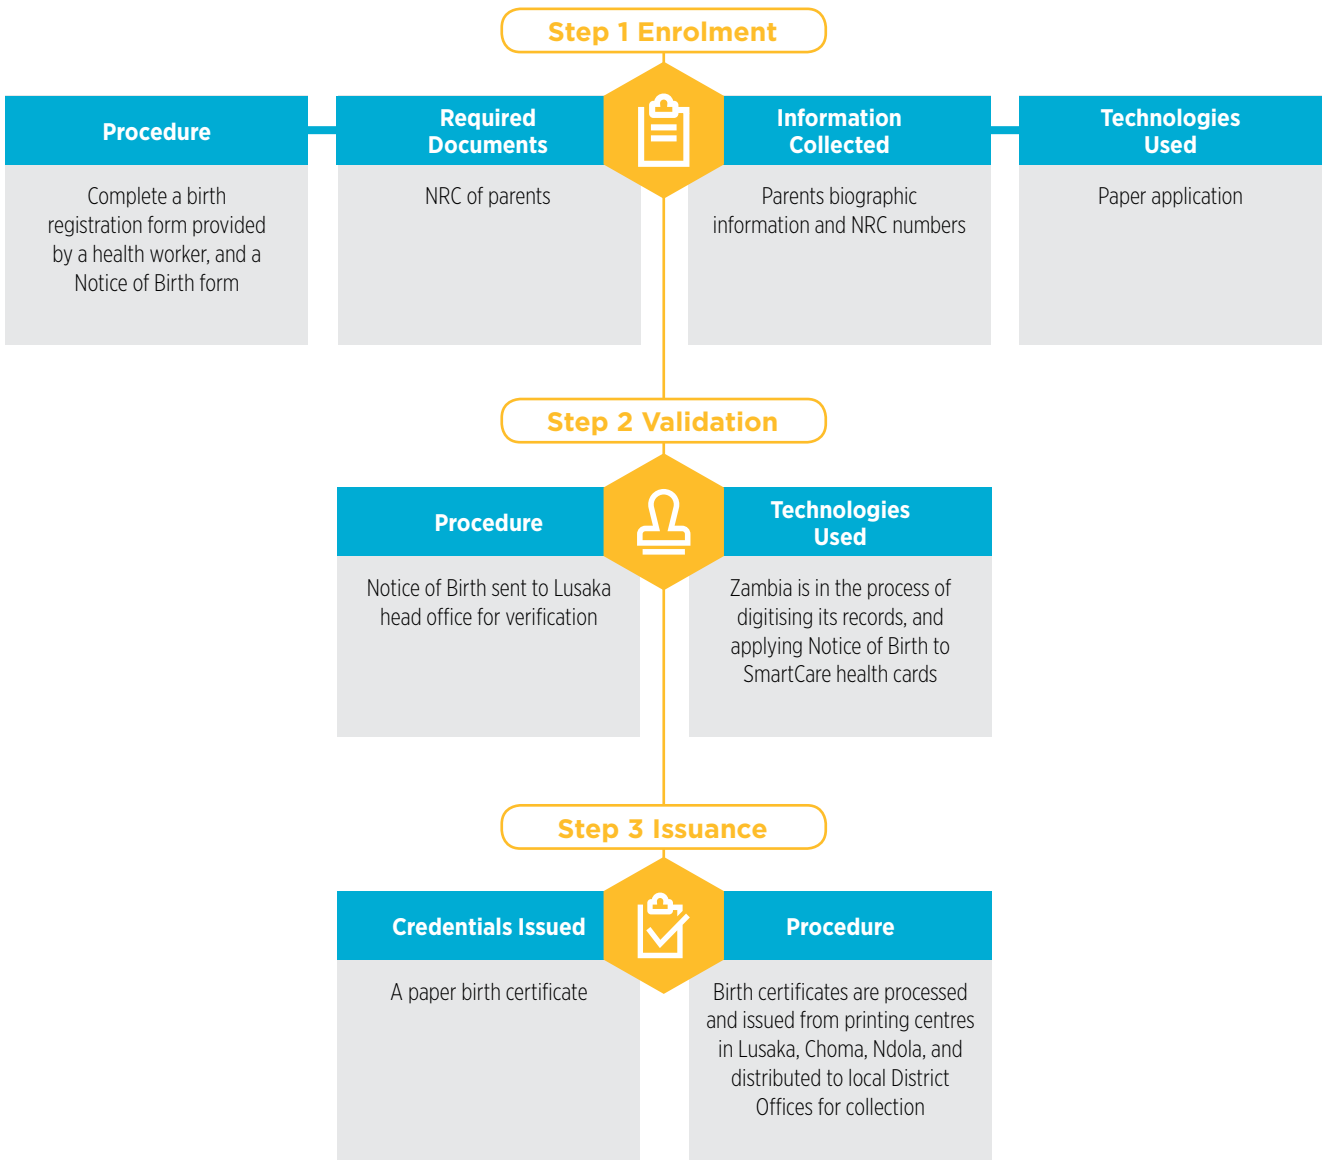 Step 1 Enrolment
Procedure
Complete a birth
registration form provided
by a health worker, and a
Notice of Birth form
Required
Documents
NRC of parents
Information
Collected
Parents biographic
information and NRC numbers
Technologies
Used
Paper application
Step 2 Validation
Procedure
Notice of Birth sent to Lusaka
head office for verification
Technologies
Used
Zambia is in the process of
digitising its records, and
applying Notice of Birth to
SmartCare health cards
Step 3 Issuance
Credentials Issued
A paper birth certificate
Procedure
Birth certificates are processed
and issued from printing centres
in Lusaka, Choma, Ndola, and
distributed to local District
Offices for collection